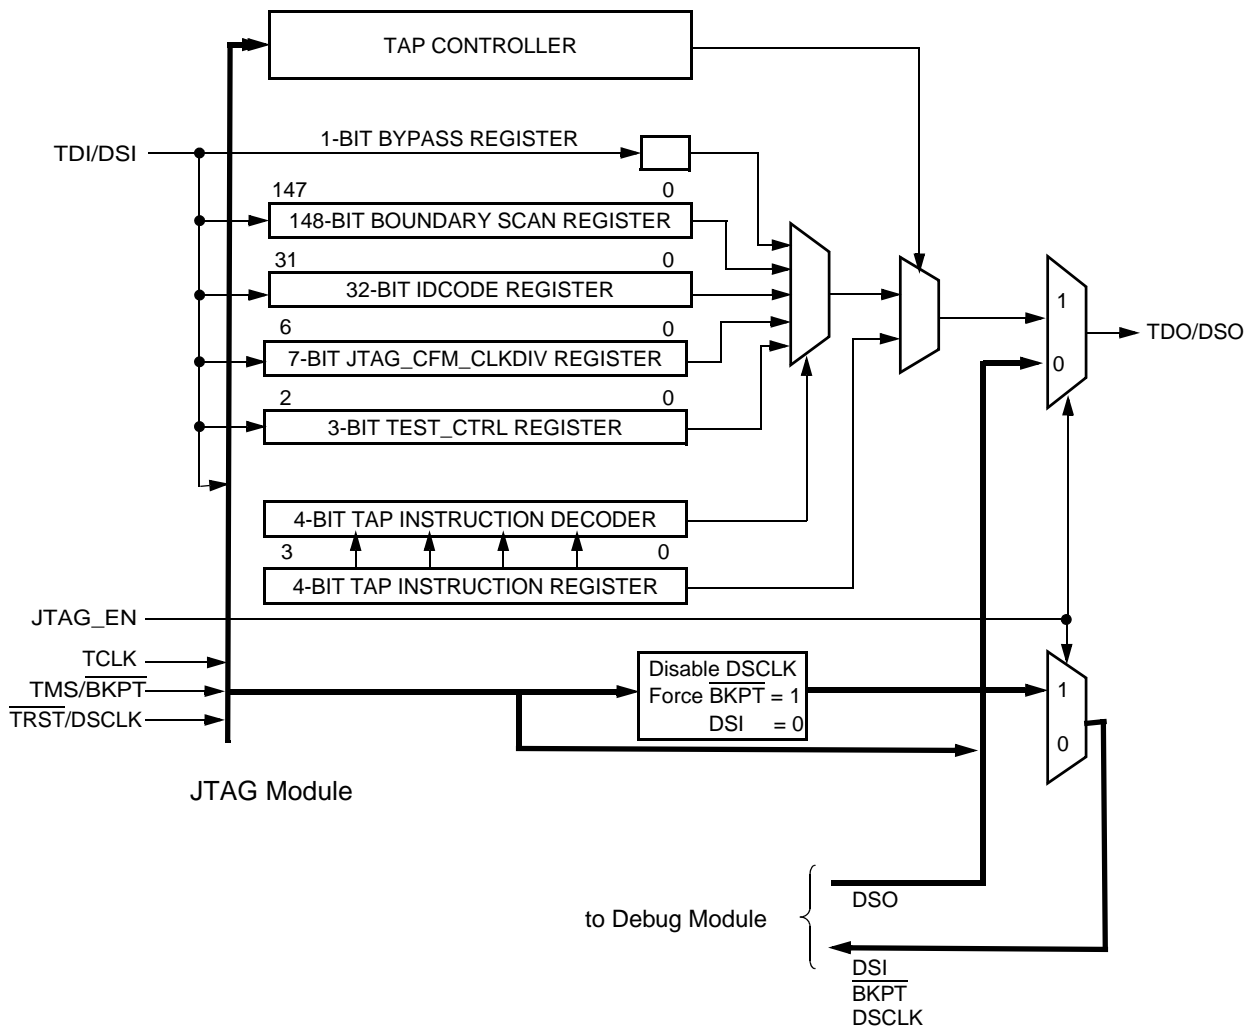 TAP CONTROLLER
1-BIT BYPASS REGISTER
TDI/DSI
147 0
148-BIT BOUNDARY SCAN REGISTER
31 0
32-BIT IDCODE REGISTER
6 0
7-BIT JTAG_CFM_CLKDIV REGISTER
2 0
3-BIT TEST_CTRL REGISTER
1
0
TDO/DSO
4-BIT TAP INSTRUCTION DECODER
3 0
4-BIT TAP INSTRUCTION REGISTER
JTAG_EN
TCLK
TMS/BKPT
TRST/DSCLK
Disable DSCLK
Force BKPT = 1
DSI = 0
1
0
JTAG Module
to Debug Module
DSO
DSI
BKPT
DSCLK